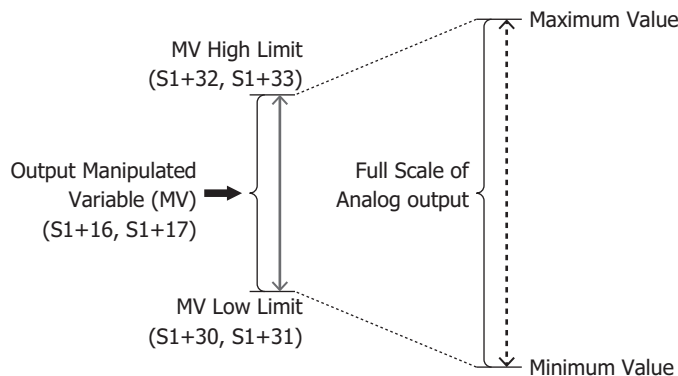 Maximum Value
MV High Limit
(S1+32, S1+33)
Output Manipulated
Variable (MV)
(S1+16, S1+17)
Full Scale of
Analog output
MV Low Limit
(S1+30, S1+31)
Minimum Value